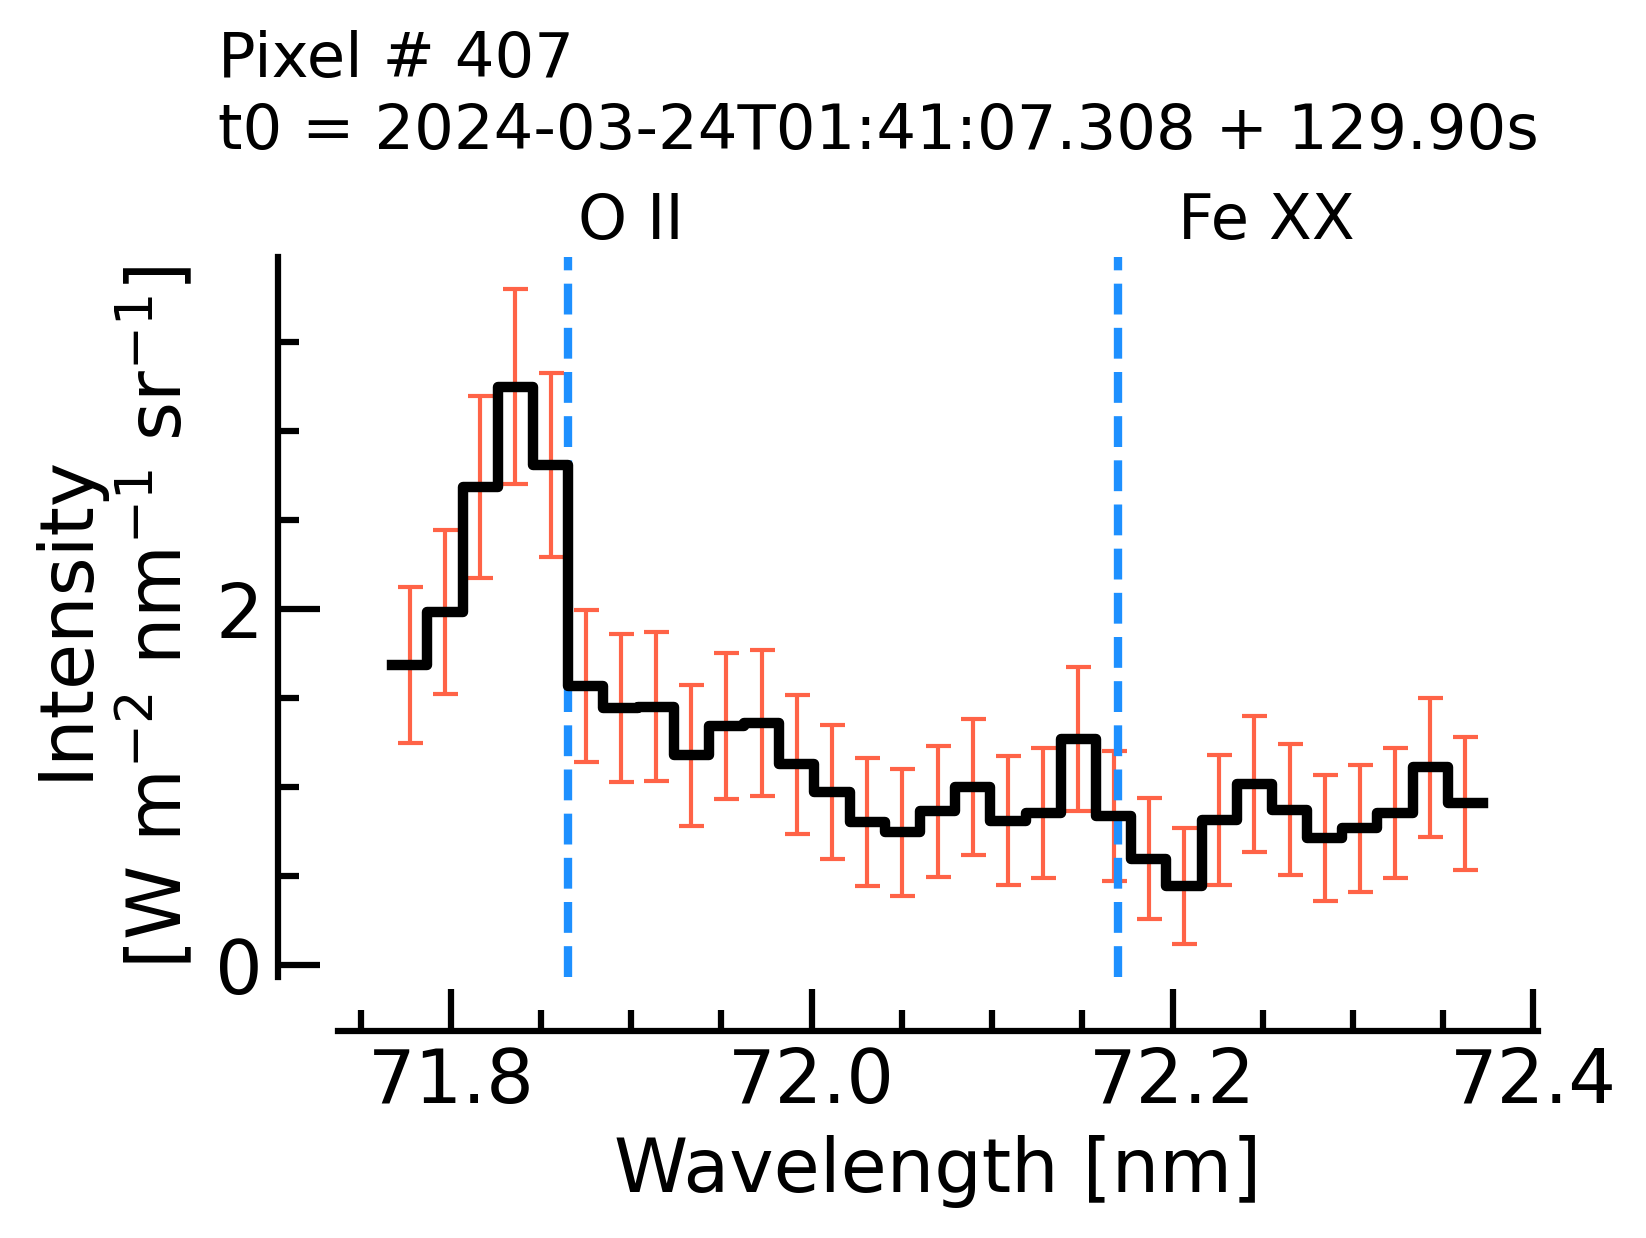 Pixel # 407
t0 = 2024-03-24T01:41:07.308 + 129.90s
O II
Fe XX
Intensity
[W m⁻² nm⁻¹ sr⁻¹]
2
0
71.8
72.0
72.2
72.4
Wavelength [nm]